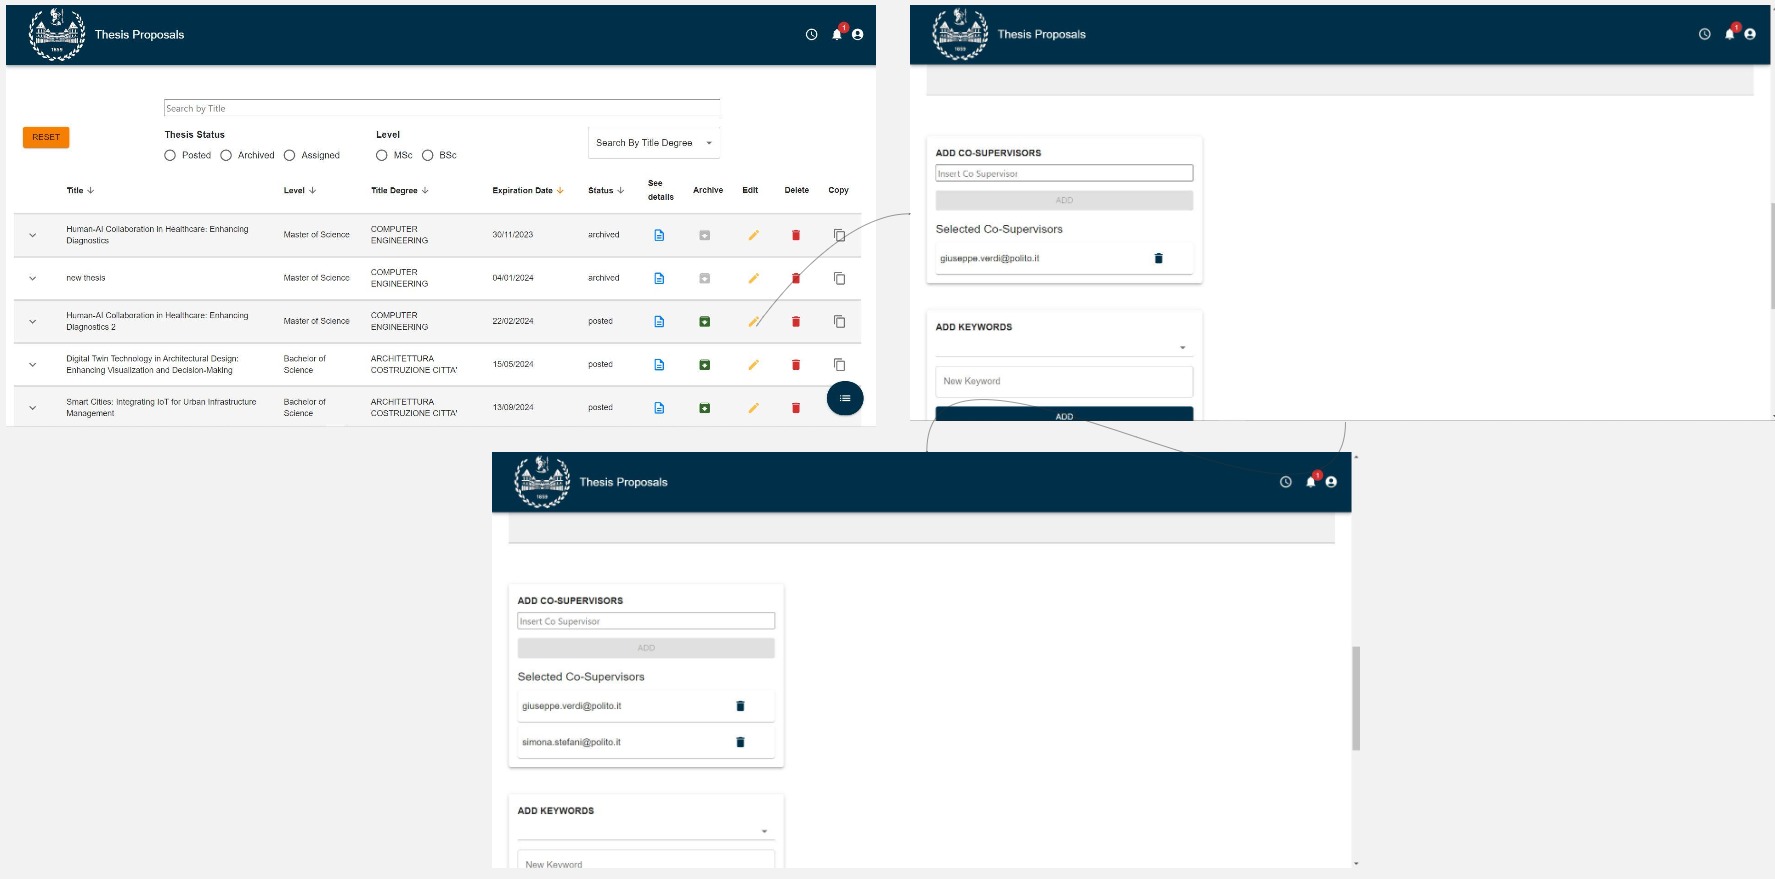 1659
Thesis Proposals
1
Search by Title
RESET
Thesis Status
Level
Posted
Archived
Assigned
MSc
BSc
Search By Title Degree
Title
Level
Title Degree
Expiration Date
Status
See
details
Archive
Edit
Delete
Copy
Human-AI Collaboration in Healthcare: Enhancing
Diagnostics
Master of Science
COMPUTER
ENGINEERING
30/11/2023
archived
new thesis
Master of Science
COMPUTER
ENGINEERING
04/01/2024
archived
Human-AI Collaboration in Healthcare: Enhancing
Diagnostics 2
Master of Science
COMPUTER
ENGINEERING
22/02/2024
posted
Digital Twin Technology in Architectural Design:
Enhancing Visualization and Decision-Making
Bachelor of
Science
ARCHITETTURA
COSTRUZIONE CITTA'
15/05/2024
posted
Smart Cities: Integrating IoT for Urban Infrastructure
Management
Bachelor of
Science
ARCHITETTURA
COSTRUZIONE CITTA'
13/09/2024
posted
1659
Thesis Proposals
1
ADD CO-SUPERVISORS
Insert Co Supervisor
ADD
Selected Co-Supervisors
giuseppe.verdi@polito.it
ADD KEYWORDS
New Keyword
ADD
1659
Thesis Proposals
1
ADD CO-SUPERVISORS
Insert Co Supervisor
ADD
Selected Co-Supervisors
giuseppe.verdi@polito.it
simona.stefani@polito.it
ADD KEYWORDS
New Keyword